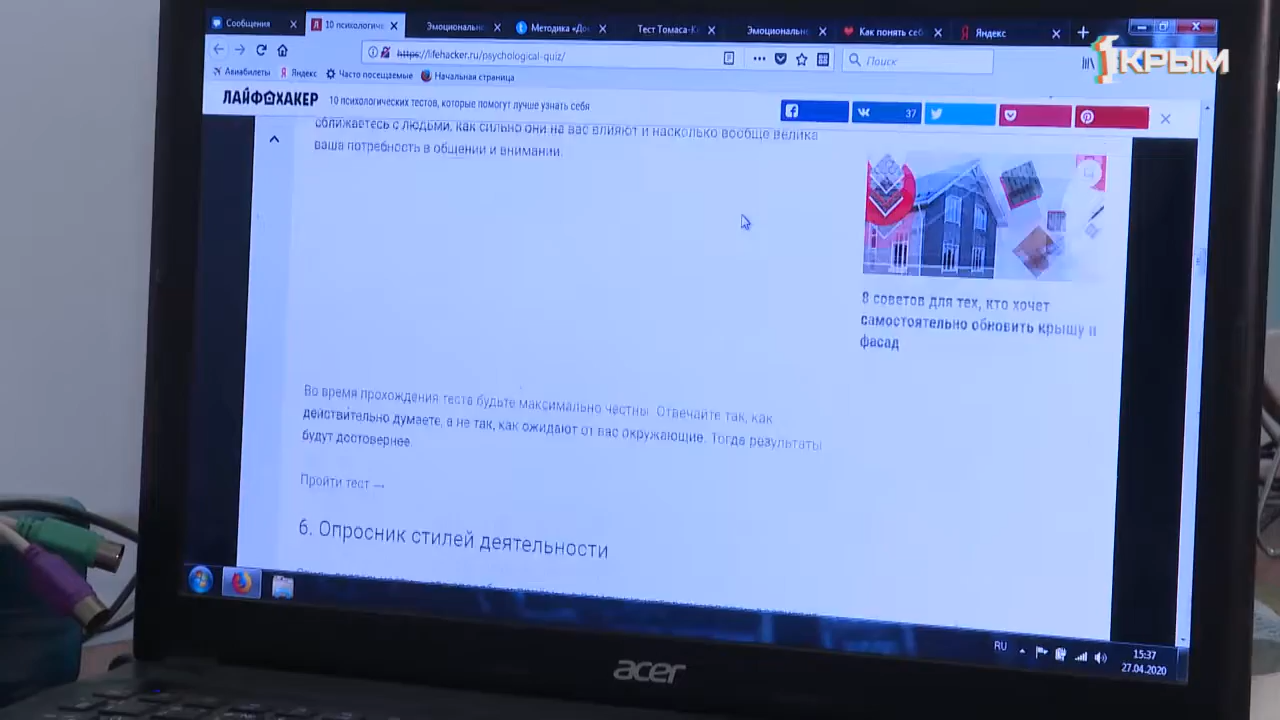 Сообщения
10 психологиче
Эмоциональн
Методика «До
Тест Томаса-К
Эмоциональн
Как понять себ
Яндекс
https://lifehacker.ru/psychological-quiz/
Поиск
1КРЫМ
Авиабилеты
Яндекс
Часто посещаемые
Начальная страница
ЛАЙФХАКЕР
10 психологических тестов, которые помогут лучше узнать себя
37
сближаетесь с людьми, как сильно они на вас влияют и насколько вообще велика
ваша потребность в общении и внимании.
8 советов для тех, кто хочет
самостоятельно обновить крышу и
фасад
Во время прохождения теста будьте максимально честны. Отвечайте так, как
действительно думаете, а не так, как ожидают от вас окружающие. Тогда результаты
будут достовернее.
Пройти тест →
6. Опросник стилей деятельности
RU
15:37
27.04.2020
acer